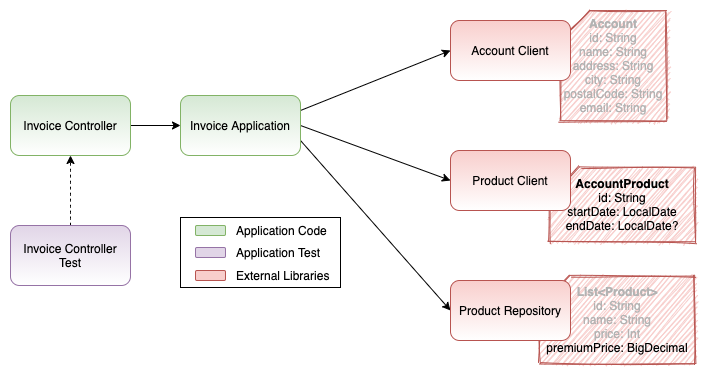 Account
id: String
name: String
address: String
city: String
postalCode: String
email: String
Account Client
Invoice Controller
Invoice Application
Product Client
AccountProduct
id: String
startDate: LocalDate
endDate: LocalDate?
Invoice Controller
Test
Application Code
Application Test
External Libraries
Product Repository
List<Product>
id: String
name: String
price: Int
premiumPrice: BigDecimal